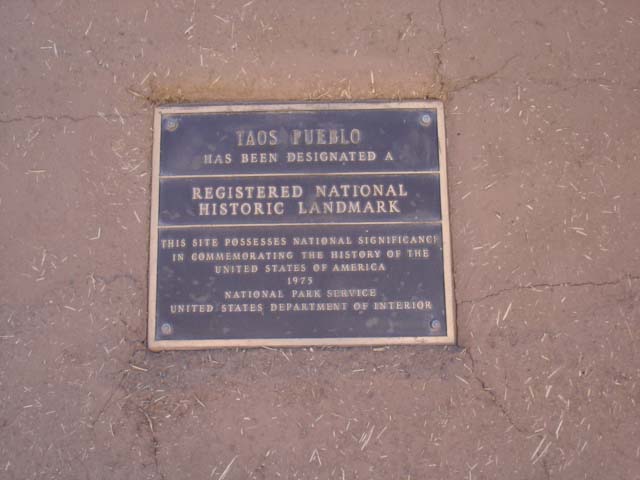 TAOS PUEBLO
HAS BEEN DESIGNATED A
REGISTERED NATIONAL
HISTORIC LANDMARK
THIS SITE POSSESSES NATIONAL SIGNIFICANCE
IN COMMEMORATING THE HISTORY OF THE
UNITED STATES OF AMERICA
1975
NATIONAL PARK SERVICE
UNITED STATES DEPARTMENT OF INTERIOR